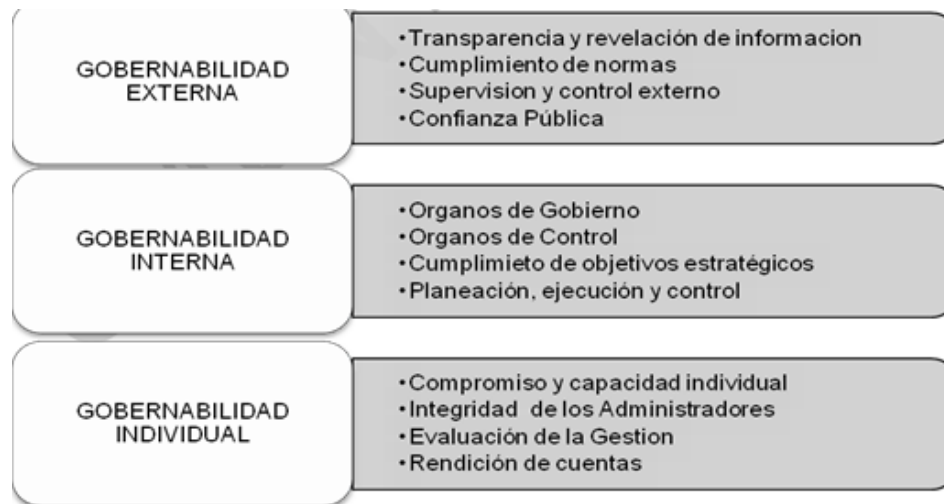 GOBERNABILIDAD
EXTERNA
•Transparencia y revelación de informacion
•Cumplimiento de normas
•Supervision y control externo
•Confianza Pública
GOBERNABILIDAD
INTERNA
•Organos de Gobierno
•Organos de Control
•Cumplimieto de objetivos estratégicos
•Planeación, ejecución y control
GOBERNABILIDAD
INDIVIDUAL
•Compromiso y capacidad individual
•Integridad de los Administradores
•Evaluación de la Gestion
•Rendición de cuentas